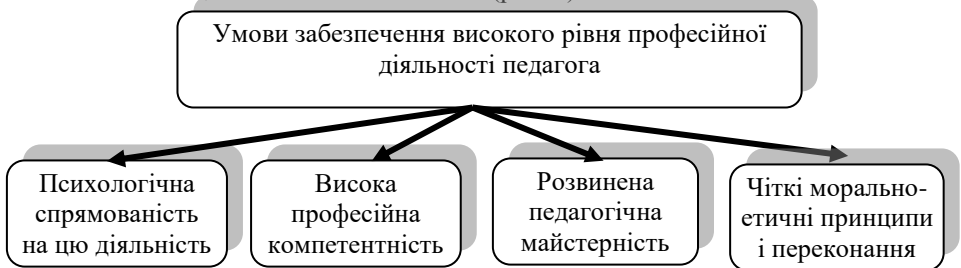 Умови забезпечення високого рівня професійної
діяльності педагога
Психологічна
спрямованість
на цю діяльність
Висока
професійна
компетентність
Розвинена
педагогічна
майстерність
Чіткі морально-
етичні принципи
і переконання